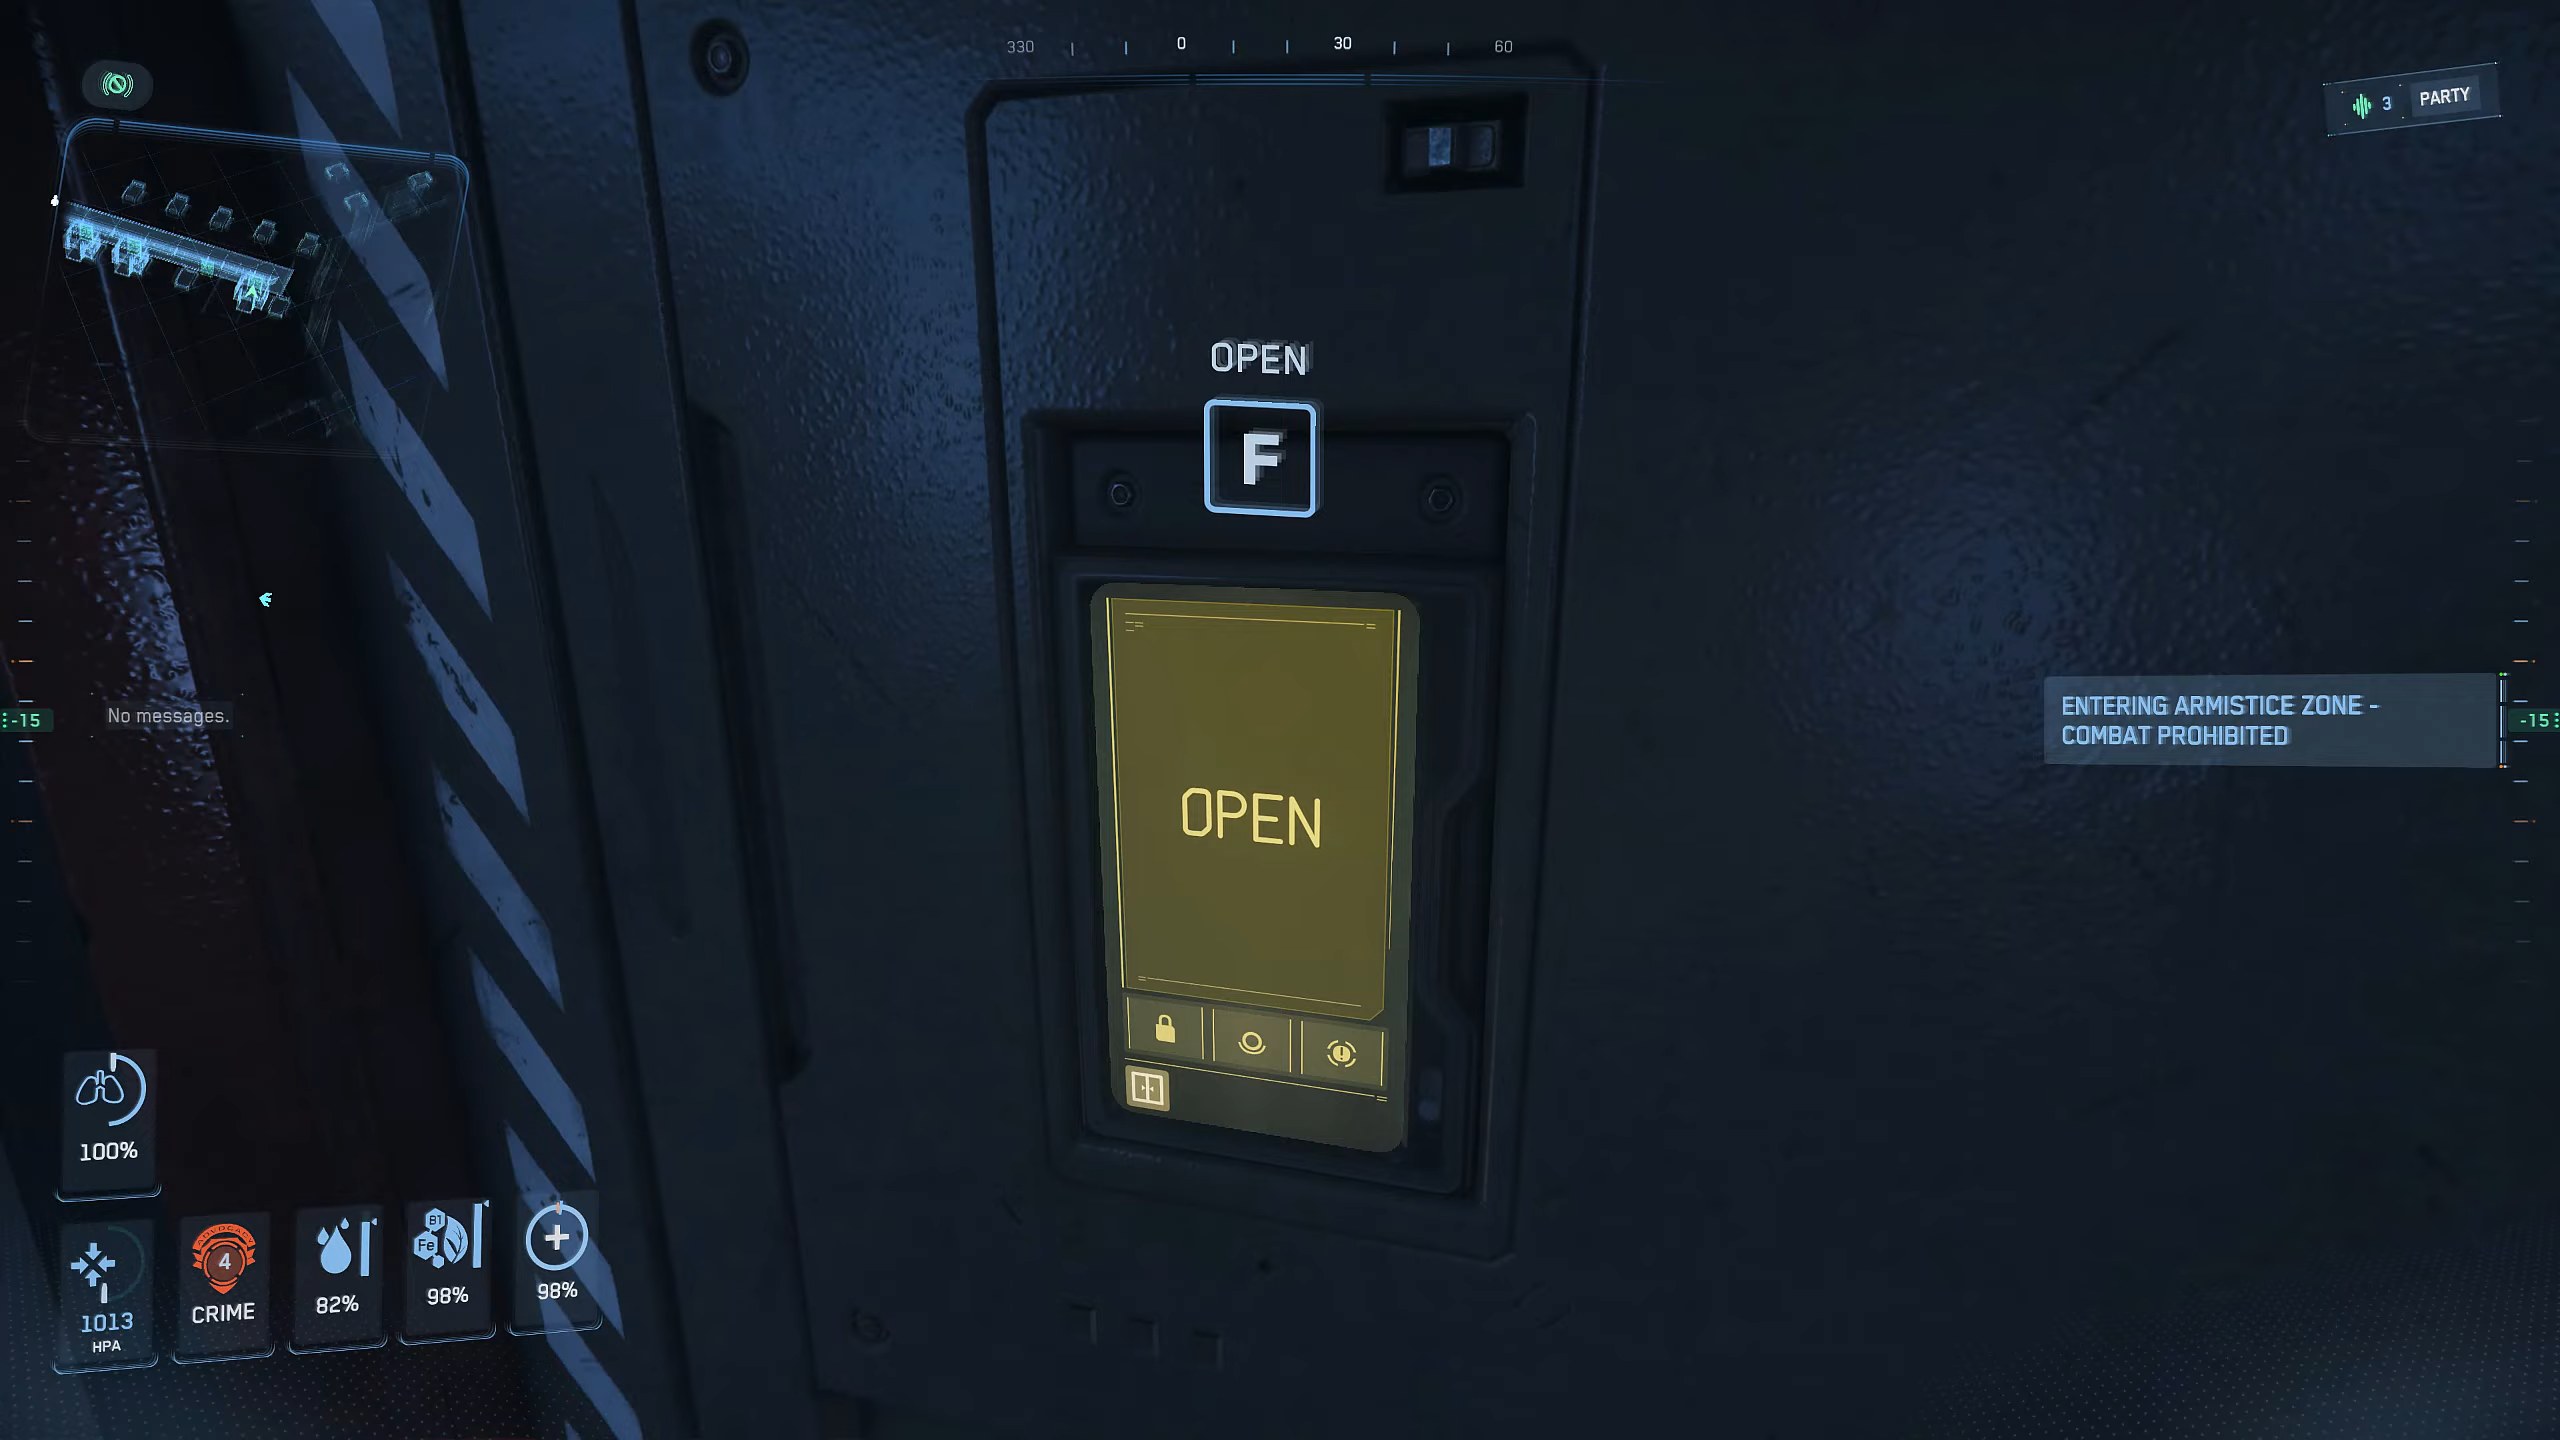 330 0 30 60
3 PARTY
OPEN
F
-15
No messages.
ENTERING ARMISTICE ZONE -
COMBAT PROHIBITED
-15
OPEN
100%
1013
HPA
4
CRIME
82%
B1
Fe
98%
98%